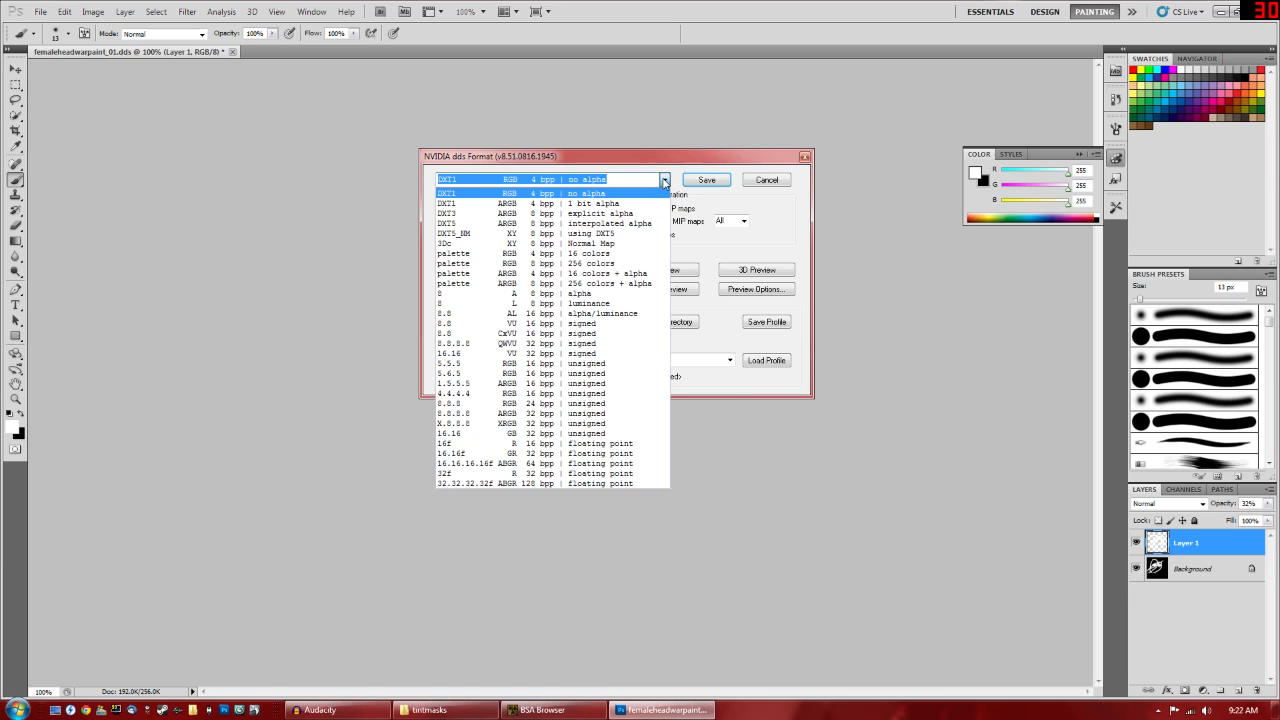 Ps File Edit Image Layer Select Filter Analysis 3D View Window Help Br Mb 100% ESSENTIALS DESIGN PAINTING CS Live 30
13 Mode: Normal Opacity: 100% Flow: 100%
femaleheadwarpaint_01.dds @ 100% (Layer 1, RGB/8) *
SWATCHES NAVIGATOR
Mb
COLOR STYLES
R 255
G 255
B 255
NVIDIA dds Format (v8.51.0816.1945)
DXT1 RGB 4 bpp | no alpha
Save
Cancel
DXT1 RGB 4 bpp | no alpha
DXT1 ARGB 4 bpp | 1 bit alpha
DXT3 ARGB 8 bpp | explicit alpha
DXT5 ARGB 8 bpp | interpolated alpha
DXT5_NM XY 8 bpp | using DXT5
3Dc XY 8 bpp | Normal Map
palette RGB 4 bpp | 16 colors
palette RGB 8 bpp | 256 colors
palette ARGB 4 bpp | 16 colors + alpha
palette ARGB 8 bpp | 256 colors + alpha
8 A 8 bpp | alpha
8 L 8 bpp | luminance
8.8 AL 16 bpp | alpha/luminance
8.8 VU 16 bpp | signed
8.8 CxVU 16 bpp | signed
8.8.8.8 QWVU 32 bpp | signed
16.16 VU 32 bpp | signed
5.5.5 RGB 16 bpp | unsigned
5.6.5 RGB 16 bpp | unsigned
1.5.5.5 ARGB 16 bpp | unsigned
4.4.4.4 RGB 16 bpp | unsigned
8.8.8 RGB 24 bpp | unsigned
8.8.8.8 ARGB 32 bpp | unsigned
X.8.8.8 XRGB 32 bpp | unsigned
16.16 GB 32 bpp | unsigned
16f R 16 bpp | floating point
16.16f GR 32 bpp | floating point
16.16.16.16f ABGR 64 bpp | floating point
32f R 32 bpp | floating point
32.32.32.32f ABGR 128 bpp | floating point
ation
P maps
MIP maps All
ps
ew
3D Preview
view
Preview Options...
rectory
Save Profile
Load Profile
ed>
BRUSH PRESETS
Size: 13 px
LAYERS CHANNELS PATHS
Normal Opacity: 32%
Lock: Fill: 100%
Layer 1
Background
100% Doc: 192.0K/256.0K
Audacity tintmasks BSA Browser Ps femaleheadwarpaint... 9:22 AM